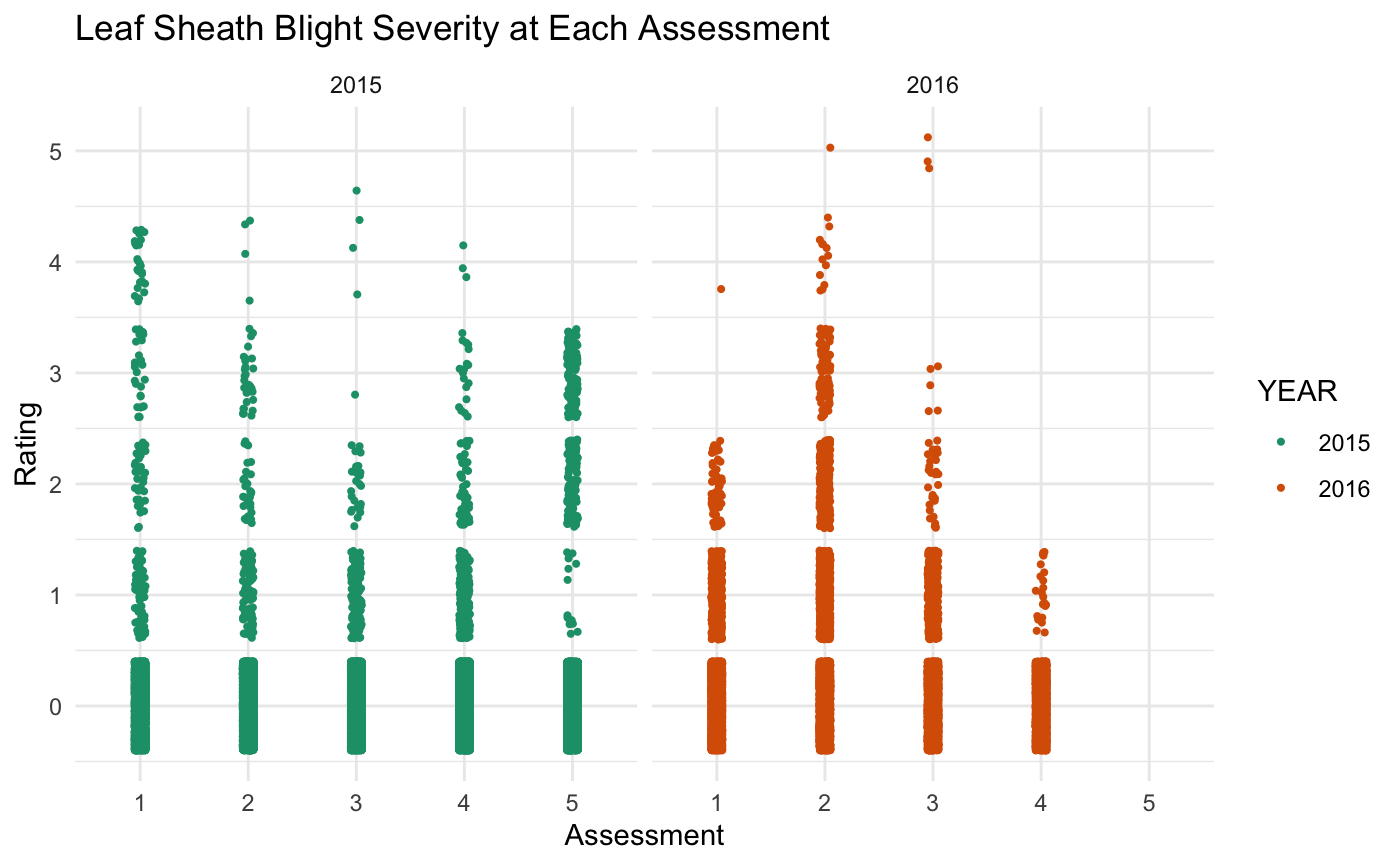 Leaf Sheath Blight Severity at Each Assessment
2015 2016
5
4
3
2
1
0
Rating
1 2 3 4 5 1 2 3 4 5
Assessment
YEAR
2015
2016